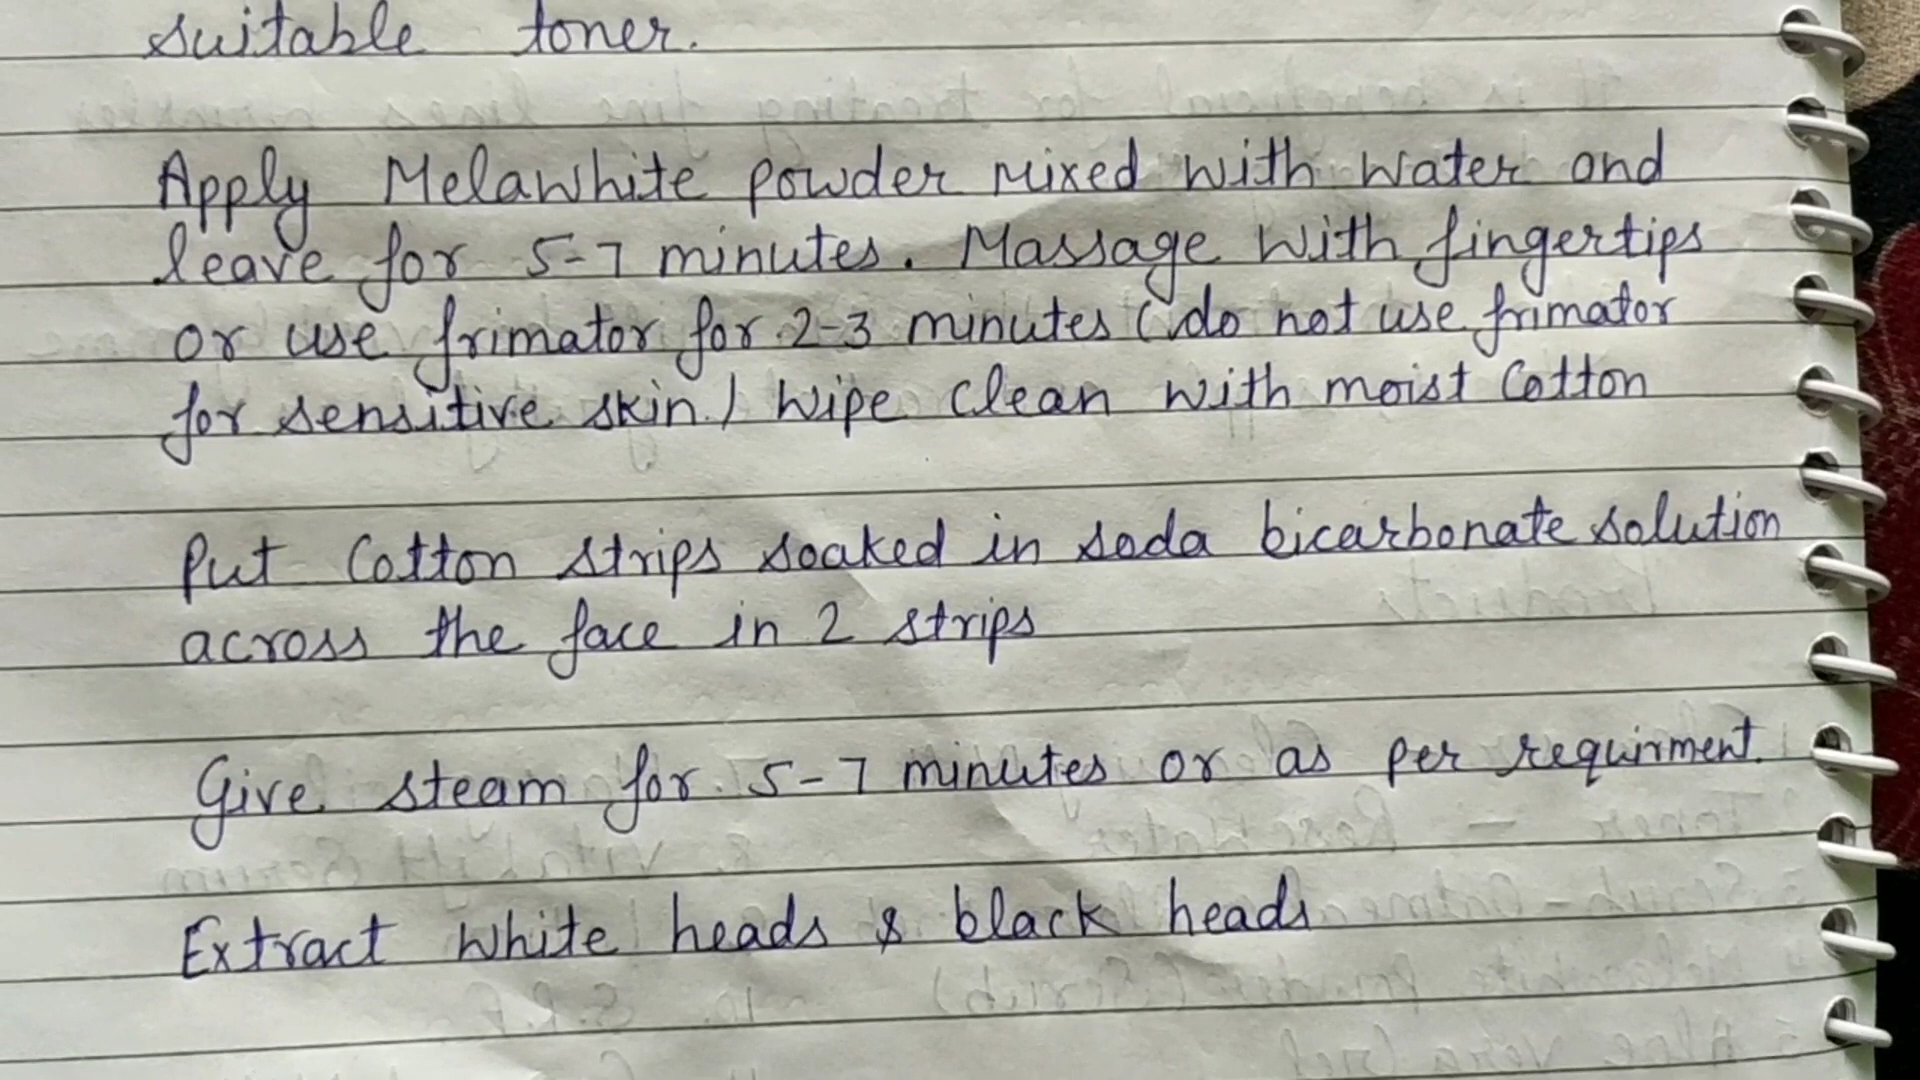 suitable toner.
Apply Melawhite powder mixed with water and
leave for 5-7 minutes. Massage with fingertips
or use frimator for 2-3 minutes (do not use frimator
for sensitive skin.) wipe clean with moist Cotton
Put Cotton strips soaked in soda bicarbonate solution
across the face in 2 strips
Give steam for 5-7 minutes or as per requirment.
Extract white heads & black heads